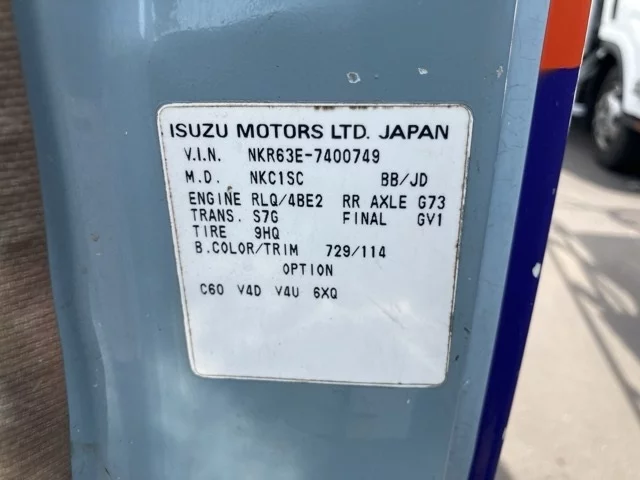 ISUZU MOTORS LTD. JAPAN
V.I.N. NKR63E-7400749
M.D. NKC1SC BB/JD
ENGINE RLQ/4BE2 RR AXLE G73
TRANS. S7G FINAL GV1
TIRE 9HQ
B.COLOR/TRIM 729/114
OPTION
C60 V4D V4U 6XQ